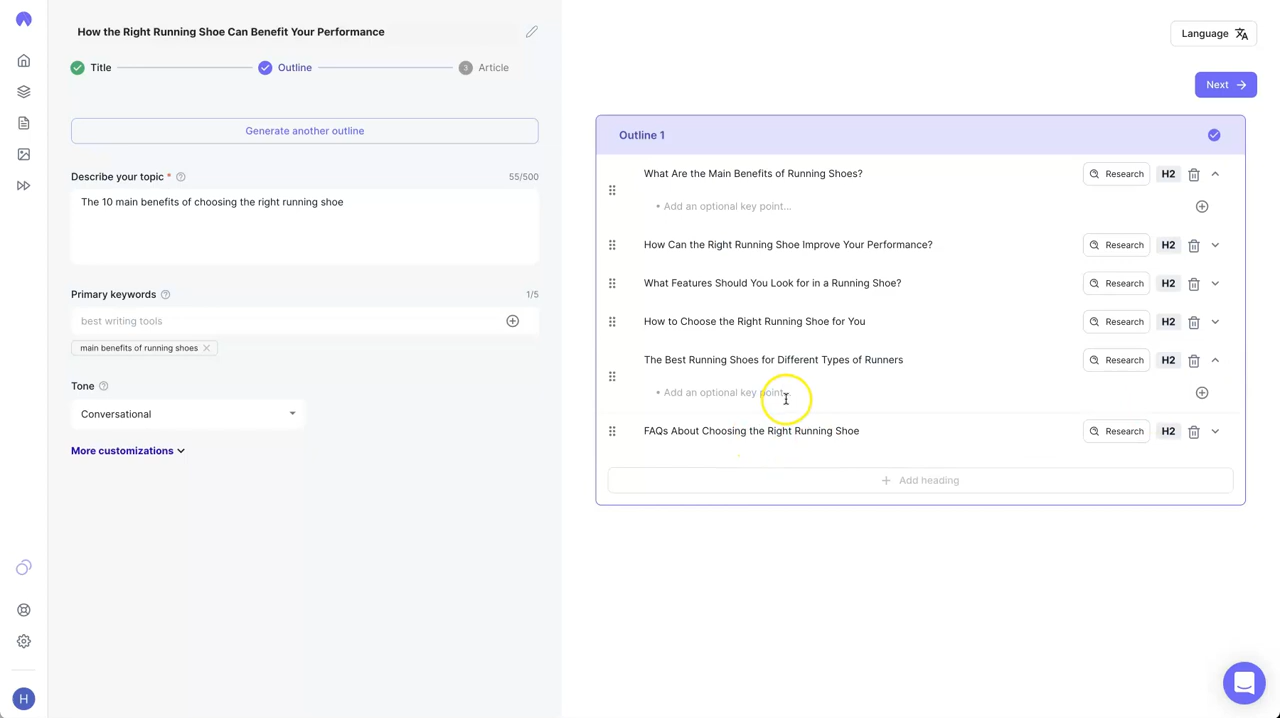 How the Right Running Shoe Can Benefit Your Performance
Title
Outline
3 Article
Generate another outline
Describe your topic *
55/500
The 10 main benefits of choosing the right running shoe
Primary keywords
1/5
best writing tools
main benefits of running shoes
Tone
Conversational
More customizations
H
Language
Next
Outline 1
What Are the Main Benefits of Running Shoes? Research H2
• Add an optional key point...
How Can the Right Running Shoe Improve Your Performance? Research H2
What Features Should You Look for in a Running Shoe? Research H2
How to Choose the Right Running Shoe for You Research H2
The Best Running Shoes for Different Types of Runners Research H2
• Add an optional key point...
FAQs About Choosing the Right Running Shoe Research H2
+ Add heading